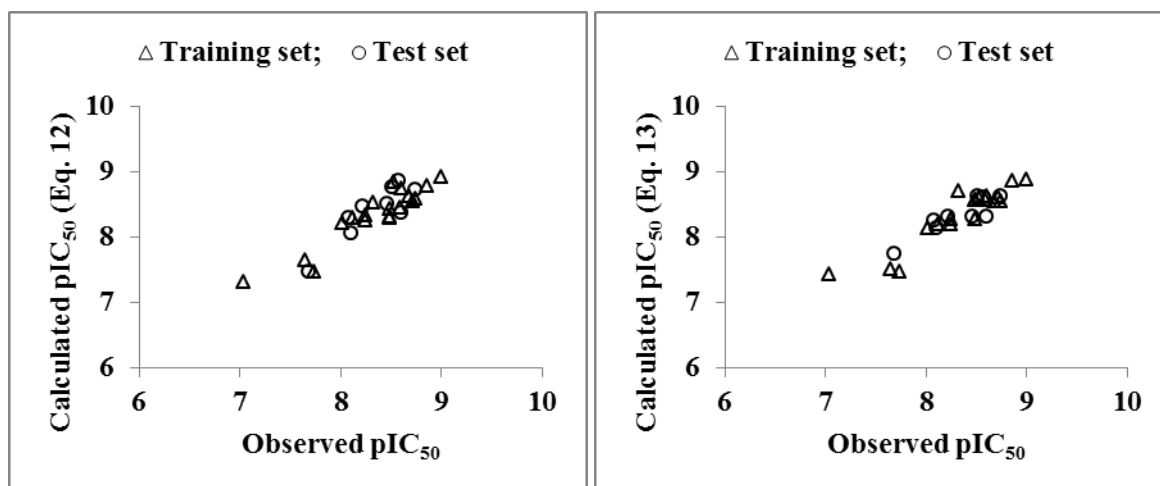 △ Training set; ○ Test set
10
9
8
7
6
6 7 8 9 10
Calculated pIC₅₀ (Eq. 12)
Observed pIC₅₀
△ Training set; ○ Test set
10
9
8
7
6
6 7 8 9 10
Calculated pIC₅₀ (Eq. 13)
Observed pIC₅₀